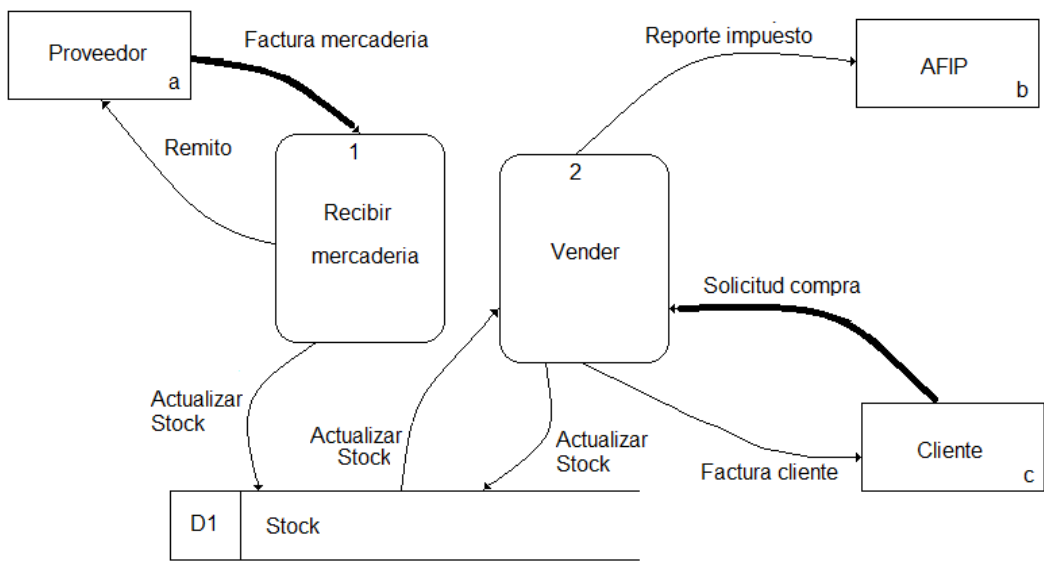 Proveedor
a
Factura mercaderia
Reporte impuesto
AFIP
b
Remito
1
Recibir
mercaderia
2
Vender
Solicitud compra
Actualizar
Stock
Actualizar
Stock
Actualizar
Stock
Factura cliente
Cliente
c
D1
Stock